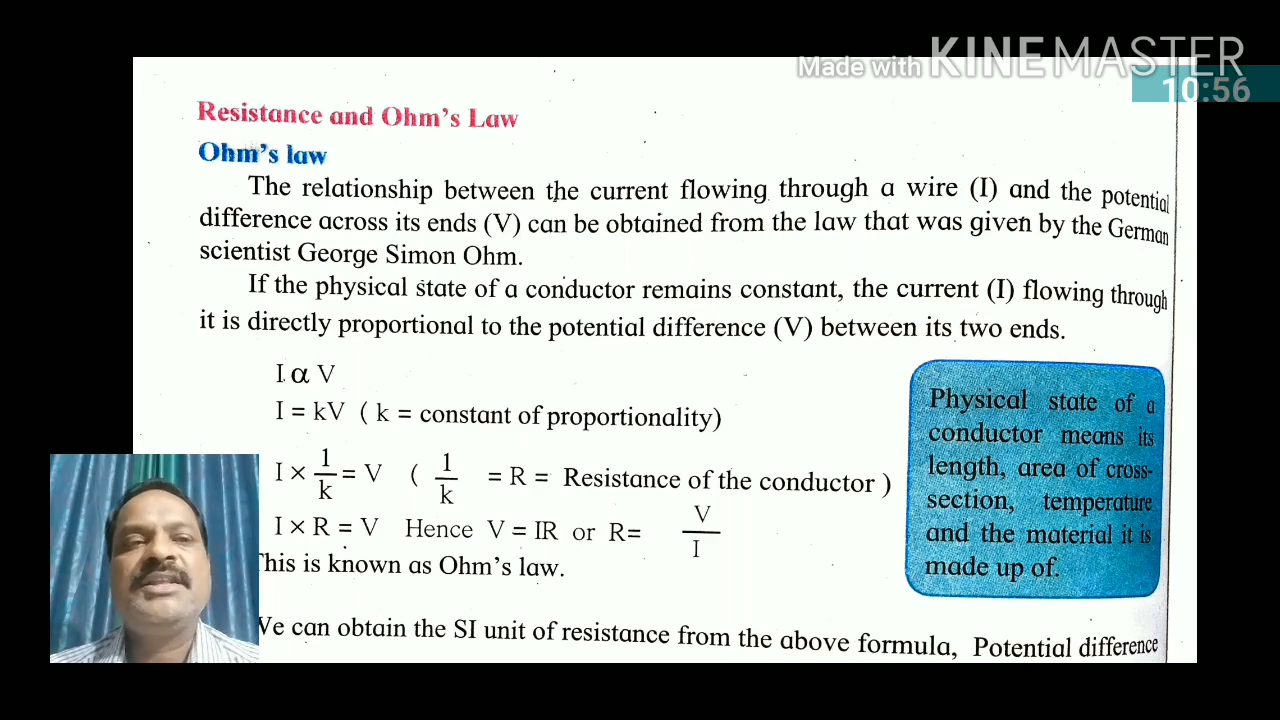 Made with KINEMASTER
10:56
Resistance and Ohm's Law
Ohm's law
The relationship between the current flowing through a wire (I) and the potential
difference across its ends (V) can be obtained from the law that was given by the German
scientist George Simon Ohm.
If the physical state of a conductor remains constant, the current (I) flowing through
it is directly proportional to the potential difference (V) between its two ends.
I α V
I = kV ( k = constant of proportionality)
I × 1/k = V ( 1/k = R = Resistance of the conductor )
I × R = V Hence V = IR or R= V/I
This is known as Ohm's law.
Physical state of a
conductor means its
length, area of cross-
section, temperature
and the material it is
made up of.
We can obtain the SI unit of resistance from the above formula, Potential difference